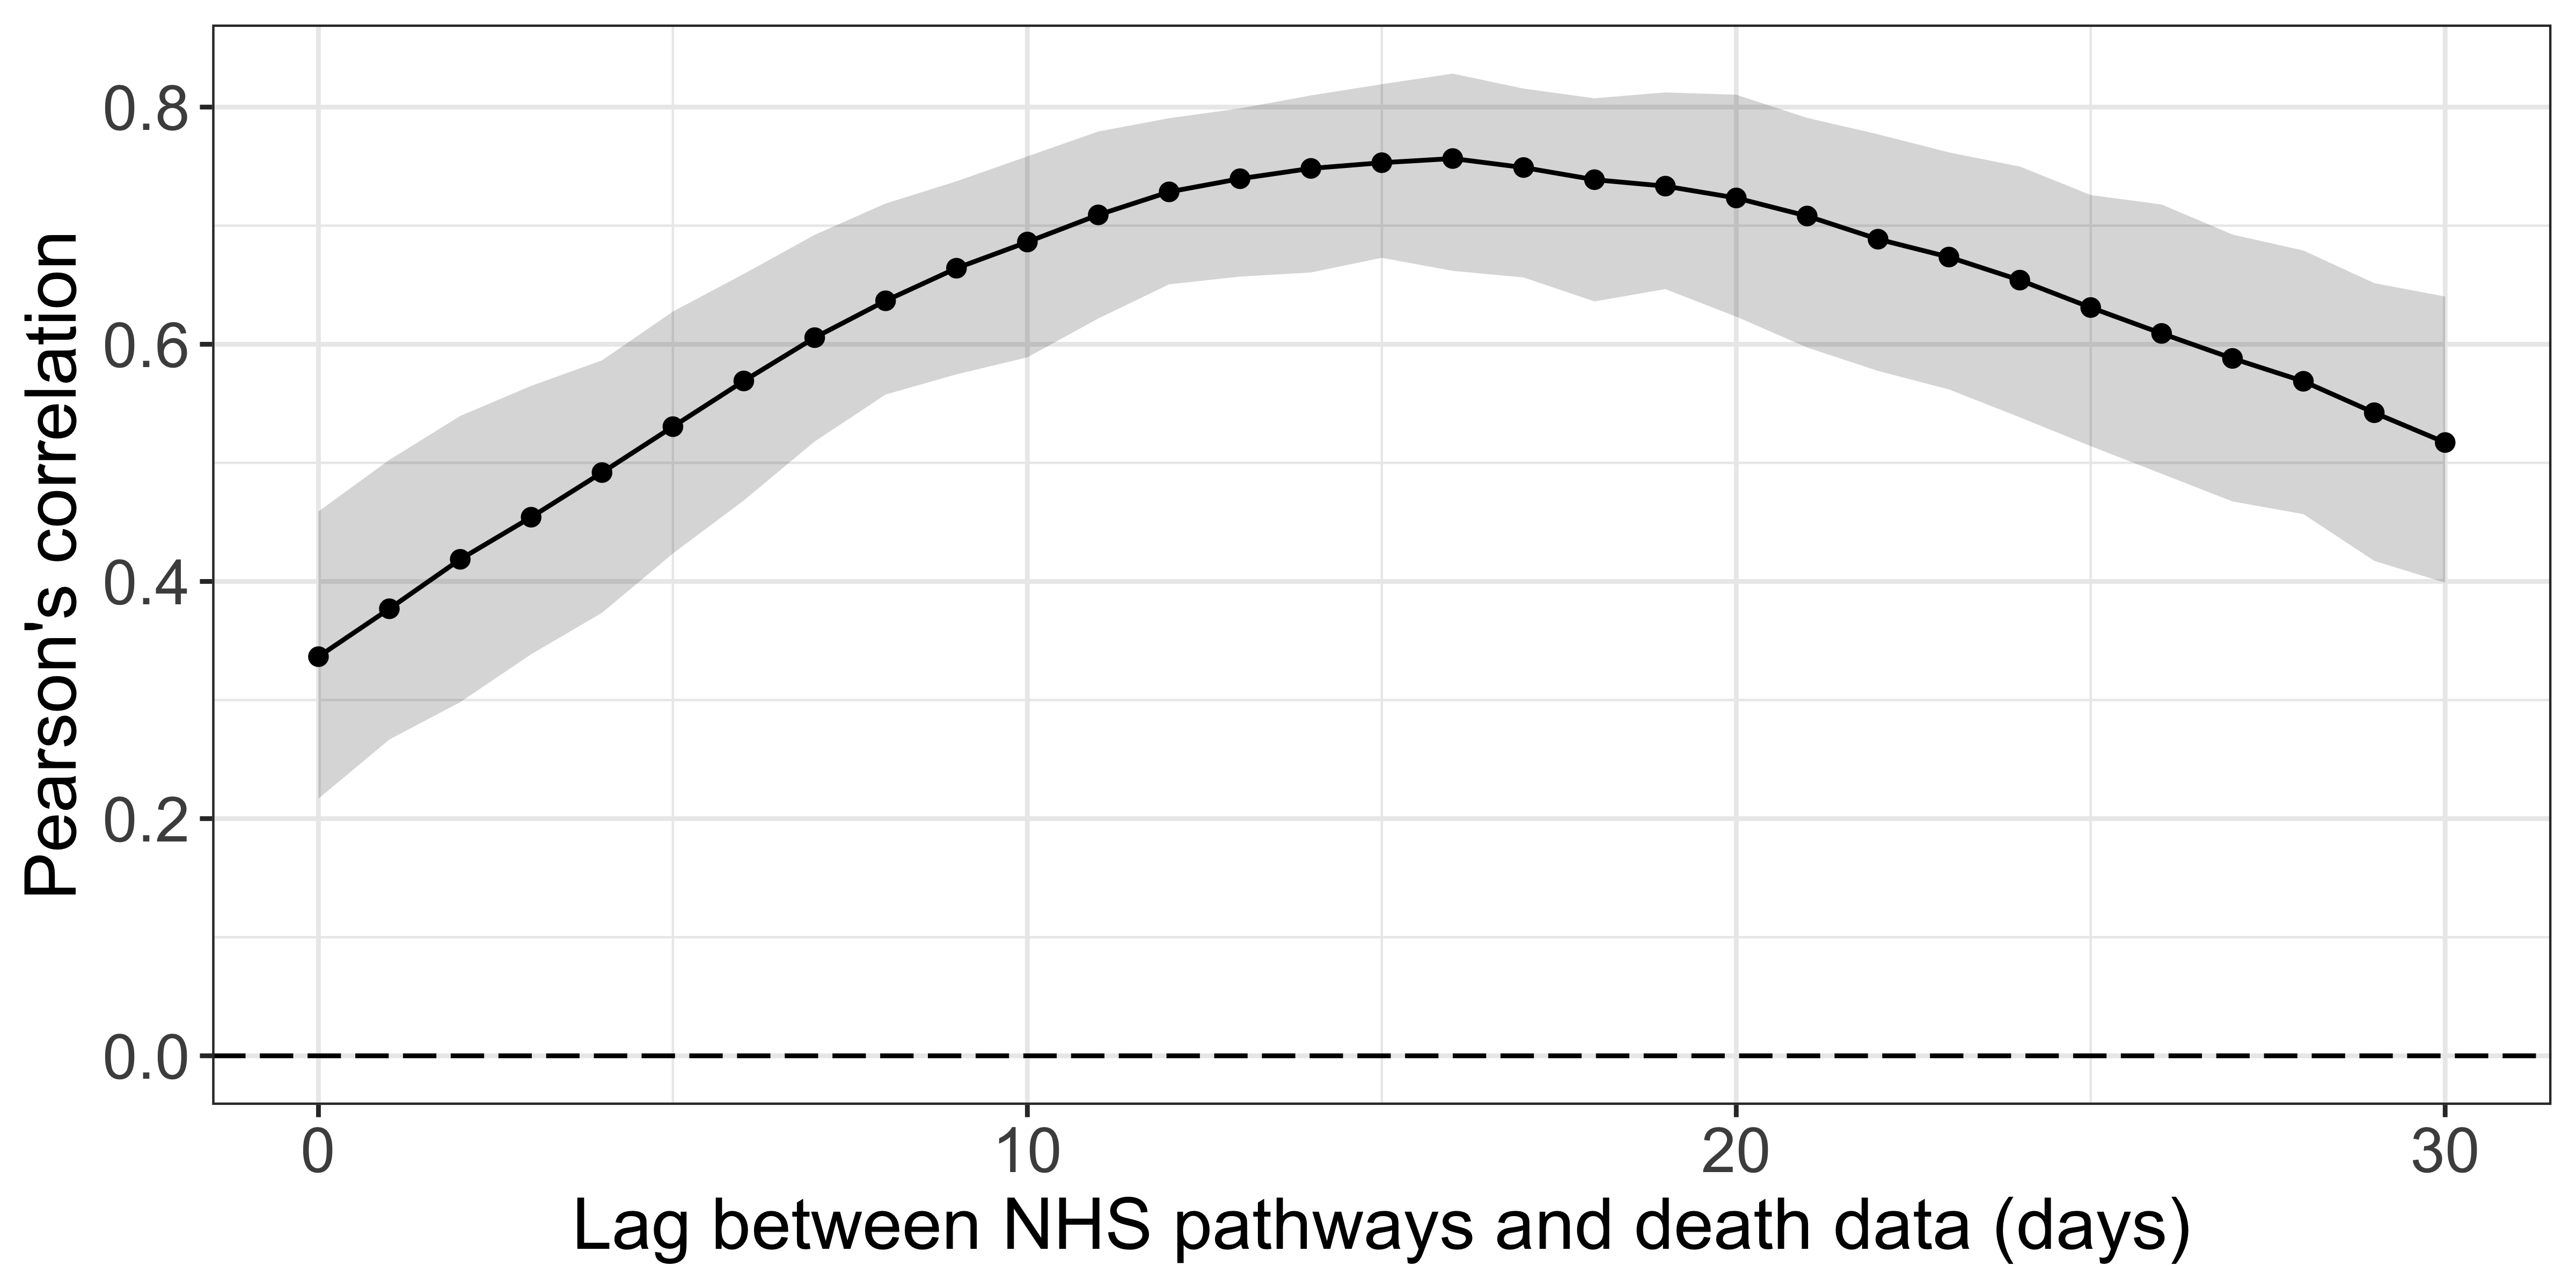 Pearson's correlation
0.8
0.6
0.4
0.2
0.0
0 10 20 30
Lag between NHS pathways and death data (days)